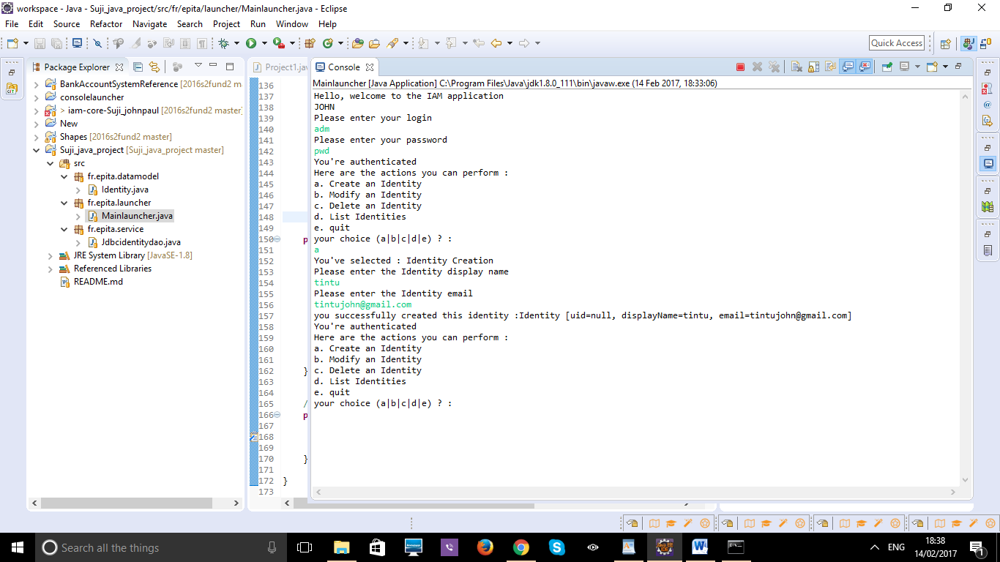 workspace - Java - Suji_java_project/src/fr/epita/launcher/Mainlauncher.java - Eclipse
File Edit Source Refactor Navigate Search Project Run Window Help
Quick Access
Package Explorer
BankAccountSystemReference [2016s2fund2 m
consolelauncher
> iam-core-Suji_johnpaul [2016s2fund2 master]
New
Shapes [2016s2fund2 master]
Suji_java_project [Suji_java_project master]
src
fr.epita.datamodel
Identity.java
fr.epita.launcher
Mainlauncher.java
fr.epita.service
Jdbcidentitydao.java
JRE System Library [JavaSE-1.8]
Referenced Libraries
README.md
Project1.jav
136
137
138
139
140
141
142
143
144
145
146
147
148
149
150 p
151
152
153
154
155
156
157
158
159
160
161
162 }
163
164
165 /
166 p
167
168
169
170 }
171
172 }
173
Console
Mainlauncher [Java Application] C:\Program Files\Java\jdk1.8.0_111\bin\javaw.exe (14 Feb 2017, 18:33:06)
Hello, welcome to the IAM application
JOHN
Please enter your login
adm
Please enter your password
pwd
You're authenticated
Here are the actions you can perform :
a. Create an Identity
b. Modify an Identity
c. Delete an Identity
d. List Identities
e. quit
your choice (a|b|c|d|e) ? :
a
You've selected : Identity Creation
Please enter the Identity display name
tintu
Please enter the Identity email
tintujohn@gmail.com
you successfully created this identity :Identity [uid=null, displayName=tintu, email=tintujohn@gmail.com]
You're authenticated
Here are the actions you can perform :
a. Create an Identity
b. Modify an Identity
c. Delete an Identity
d. List Identities
e. quit
your choice (a|b|c|d|e) ? :
Search all the things
ENG
18:38
14/02/2017
1